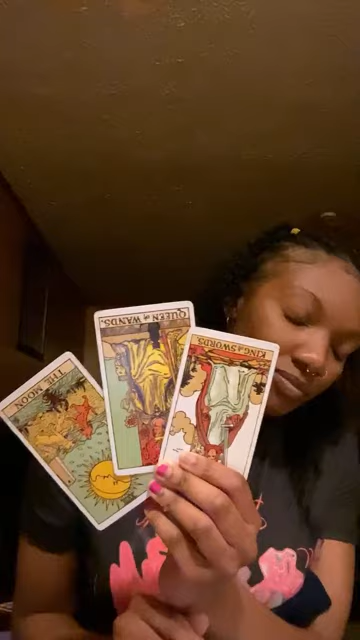 THE MOON.
QUEEN of WANDS.
KING of SWORDS.